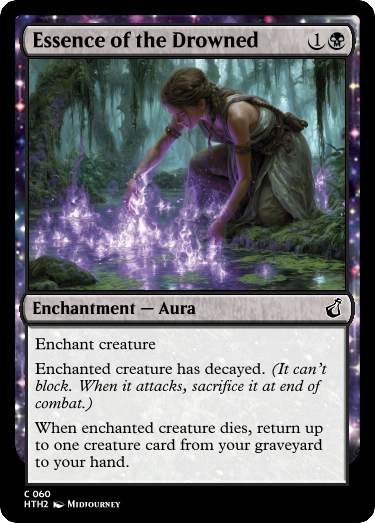 Essence of the Drowned 1
Enchantment — Aura
Enchant creature
Enchanted creature has decayed. (It can't
block. When it attacks, sacrifice it at end of
combat.)
When enchanted creature dies, return up
to one creature card from your graveyard
to your hand.
C 060
HTH2 Midjourney